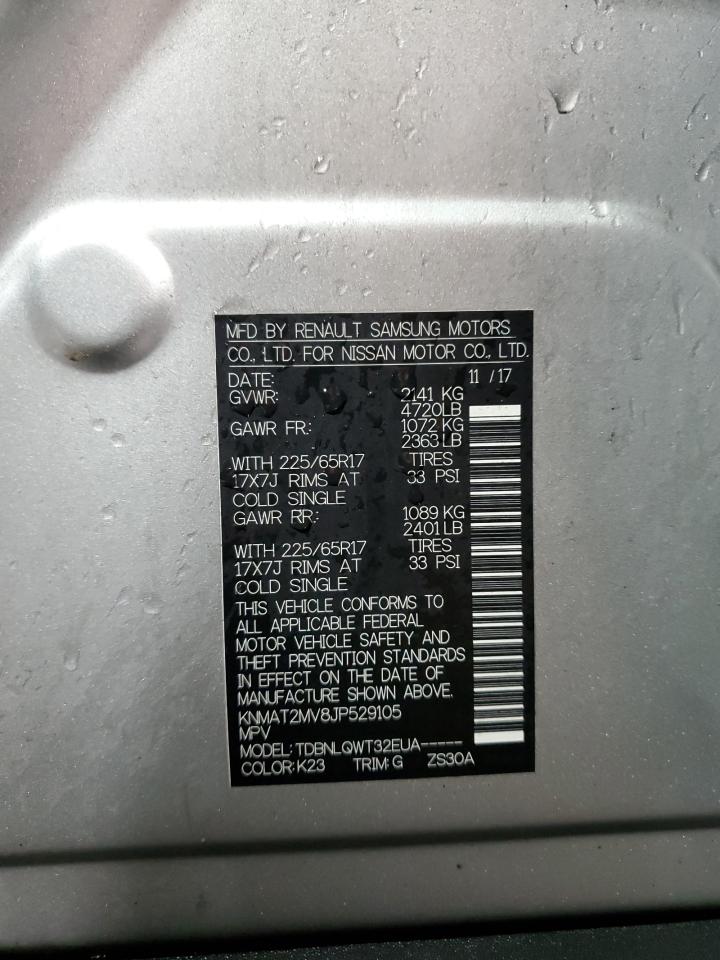 MFD BY RENAULT SAMSUNG MOTORS
CO., LTD. FOR NISSAN MOTOR CO., LTD.
DATE: 11 / 17
GVWR: 2141 KG
4720LB
GAWR FR: 1072 KG
2363LB
WITH 225/65R17 TIRES
17X7J RIMS AT 33 PSI
COLD SINGLE
GAWR RR: 1089 KG
2401LB
WITH 225/65R17 TIRES
17X7J RIMS AT 33 PSI
COLD SINGLE
THIS VEHICLE CONFORMS TO
ALL APPLICABLE FEDERAL
MOTOR VEHICLE SAFETY AND
THEFT PREVENTION STANDARDS
IN EFFECT ON THE DATE OF
MANUFACTURE SHOWN ABOVE.
KNMAT2MV8JP529105
MPV
MODEL: TDBNLQWT32EUA-----
COLOR: K23 TRIM: G ZS30A